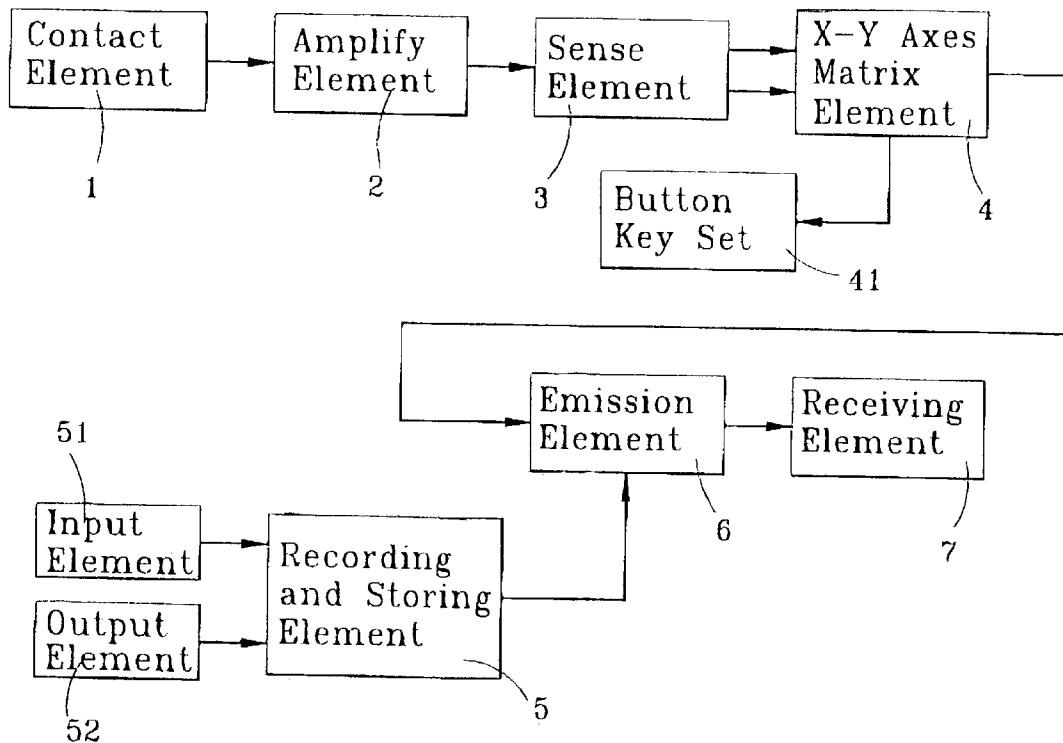 Contact
Element
1
Amplify
Element
2
Sense
Element
3
X-Y Axes
Matrix
Element
4
Button
Key Set
41
Emission
Element
6
Receiving
Element
7
51
Input
Element
Output
Element
52
Recording
and Storing
Element
5